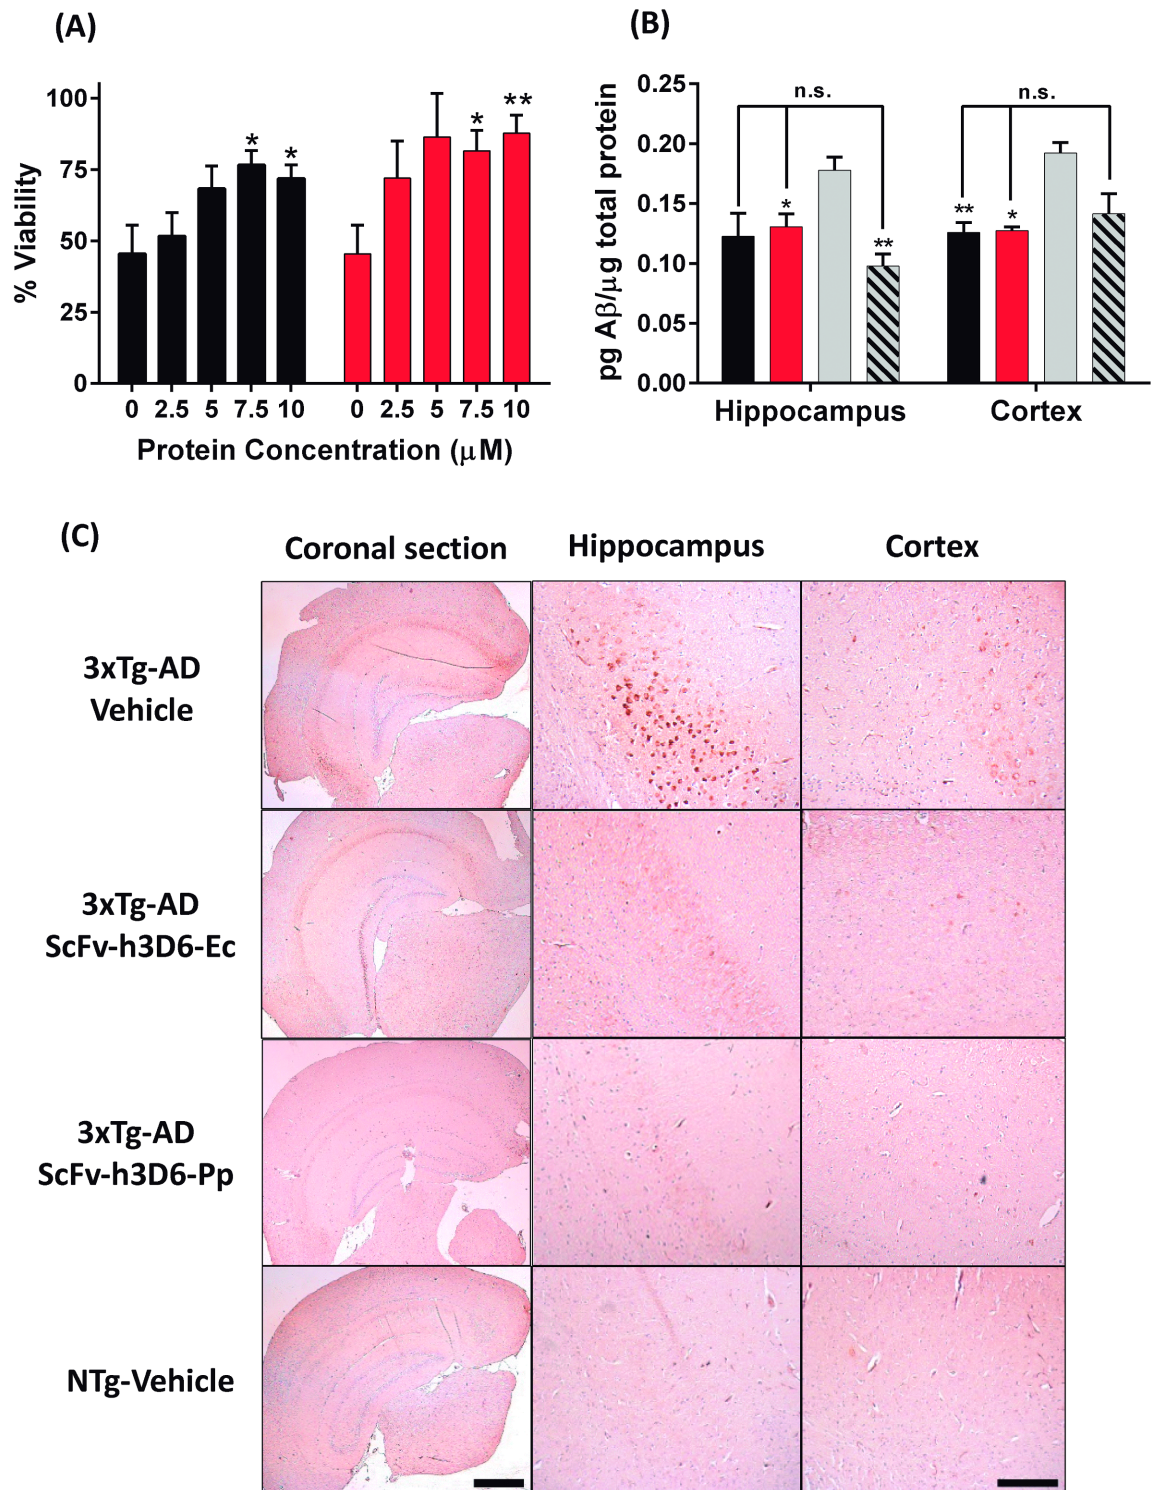 (A)
% Viability
100
75
50
25
0
* * * **
0 2.5 5 7.5 10 0 2.5 5 7.5 10
Protein Concentration (μM)
(B)
pg Aβ/μg total protein
0.25
0.20
0.15
0.10
0.05
0.00
n.s. n.s.
* ** ** *
Hippocampus Cortex
(C)
Coronal section Hippocampus Cortex
3xTg-AD
Vehicle
3xTg-AD
ScFv-h3D6-Ec
3xTg-AD
ScFv-h3D6-Pp
NTg-Vehicle